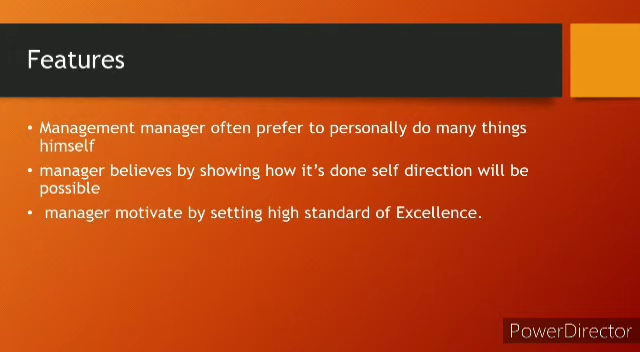 Features
• Management manager often prefer to personally do many things
himself
• manager believes by showing how it's done self direction will be
possible
• manager motivate by setting high standard of Excellence.
PowerDirector